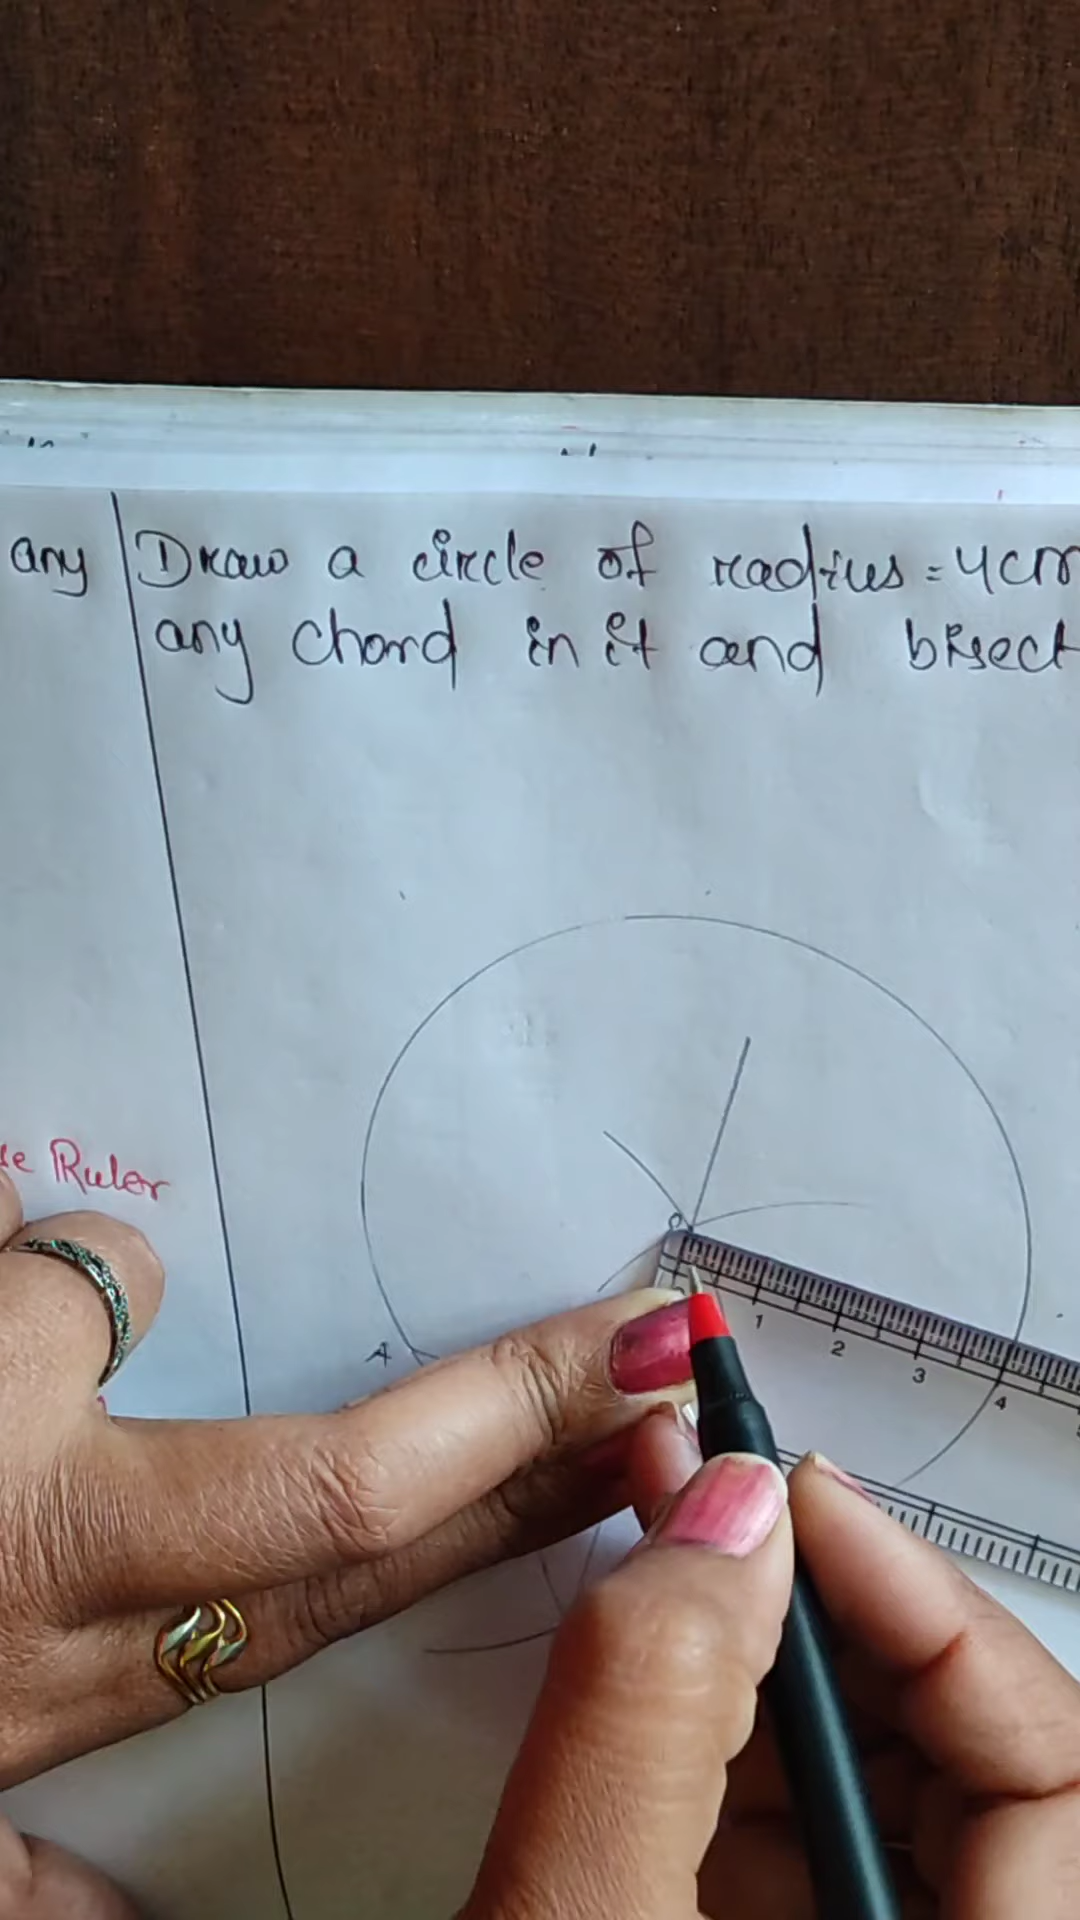 any
Draw a circle of radius = 4cm
any chord in it and bisect
Ruler
A
O
1 2 3 4